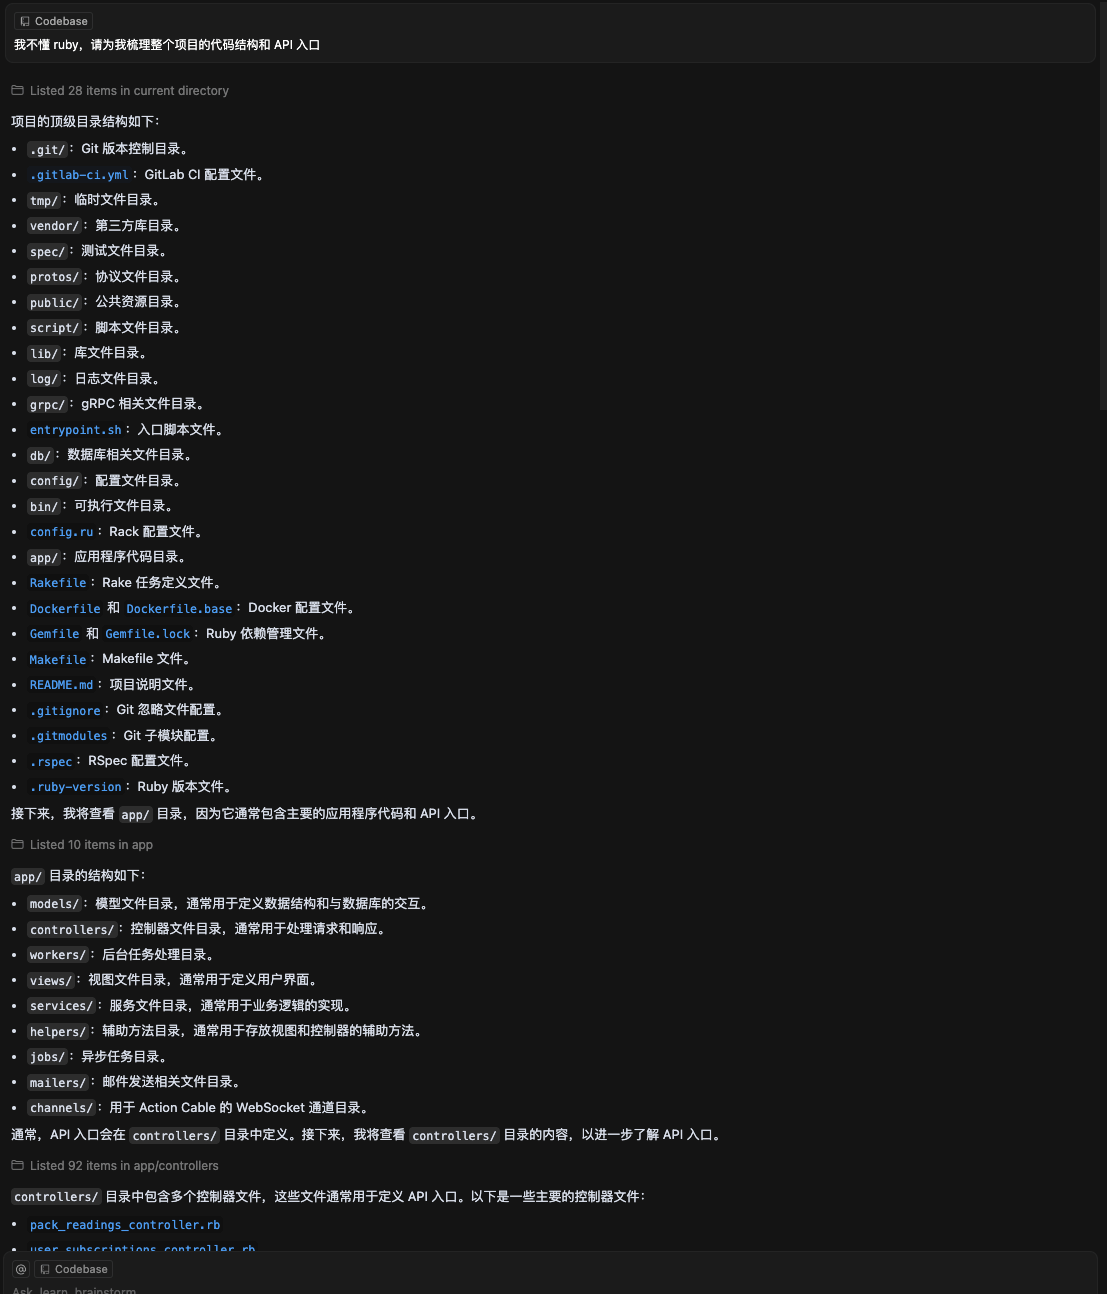 Codebase
我不懂 ruby，请为我梳理整个项目的代码结构和 API 入口
Listed 28 items in current directory
项目的顶级目录结构如下：
• .git/：Git 版本控制目录。
• .gitlab-ci.yml：GitLab CI 配置文件。
• tmp/：临时文件目录。
• vendor/：第三方库目录。
• spec/：测试文件目录。
• protos/：协议文件目录。
• public/：公共资源目录。
• script/：脚本文件目录。
• lib/：库文件目录。
• log/：日志文件目录。
• grpc/：gRPC 相关文件目录。
• entrypoint.sh：入口脚本文件。
• db/：数据库相关文件目录。
• config/：配置文件目录。
• bin/：可执行文件目录。
• config.ru：Rack 配置文件。
• app/：应用程序代码目录。
• Rakefile：Rake 任务定义文件。
• Dockerfile 和 Dockerfile.base：Docker 配置文件。
• Gemfile 和 Gemfile.lock：Ruby 依赖管理文件。
• Makefile：Makefile 文件。
• README.md：项目说明文件。
• .gitignore：Git 忽略文件配置。
• .gitmodules：Git 子模块配置。
• .rspec：RSpec 配置文件。
• .ruby-version：Ruby 版本文件。
接下来，我将查看 app/ 目录，因为它通常包含主要的应用程序代码和 API 入口。
Listed 10 items in app
app/ 目录的结构如下：
• models/：模型文件目录，通常用于定义数据结构和与数据库的交互。
• controllers/：控制器文件目录，通常用于处理请求和响应。
• workers/：后台任务处理目录。
• views/：视图文件目录，通常用于定义用户界面。
• services/：服务文件目录，通常用于业务逻辑的实现。
• helpers/：辅助方法目录，通常用于存放视图和控制器的辅助方法。
• jobs/：异步任务目录。
• mailers/：邮件发送相关文件目录。
• channels/：用于 Action Cable 的 WebSocket 通道目录。
通常，API 入口会在 controllers/ 目录中定义。接下来，我将查看 controllers/ 目录的内容，以进一步了解 API 入口。
Listed 92 items in app/controllers
controllers/ 目录中包含多个控制器文件，这些文件通常用于定义 API 入口。以下是一些主要的控制器文件：
• pack_readings_controller.rb
• user_subscriptions_controller.rb
@ Codebase
Ask, learn, brainstorm